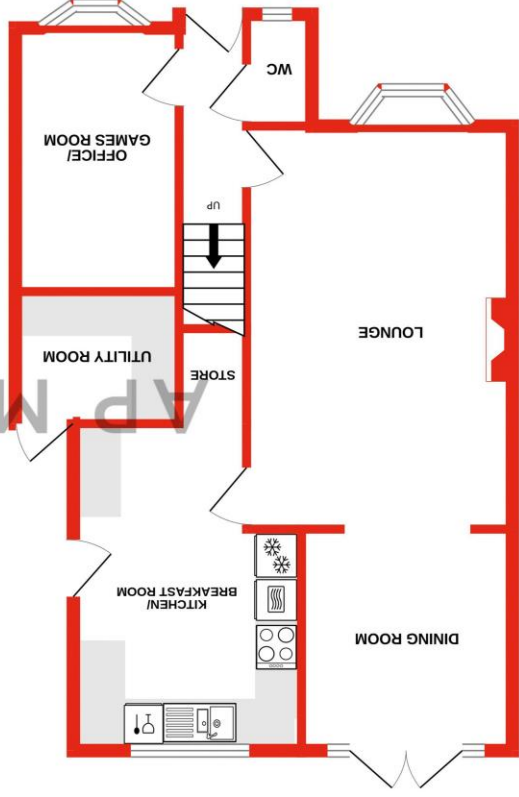 DINING ROOM
KITCHEN/
BREAKFAST ROOM
A P M
STORE
UTILITY ROOM
LOUNGE
UP
OFFICE/
GAMES ROOM
WC